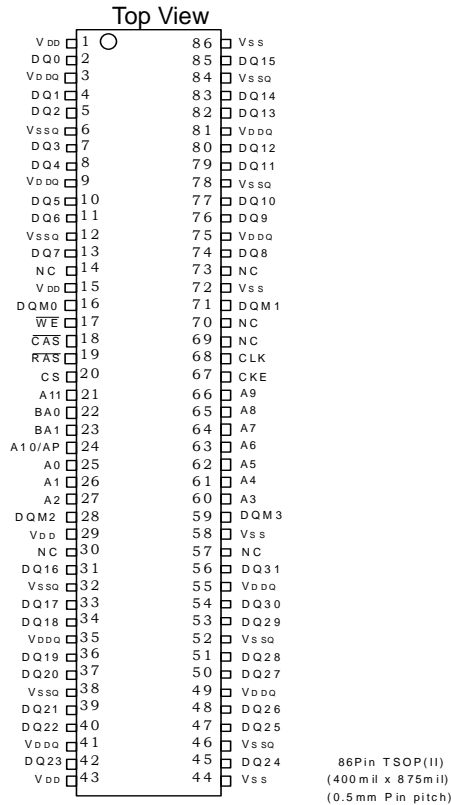 Top View
VDD 1 86 VSS
DQ0 2 85 DQ15
VDDQ 3 84 VSSQ
DQ1 4 83 DQ14
DQ2 5 82 DQ13
VSSQ 6 81 VDDQ
DQ3 7 80 DQ12
DQ4 8 79 DQ11
VDDQ 9 78 VSSQ
DQ5 10 77 DQ10
DQ6 11 76 DQ9
VSSQ 12 75 VDDQ
DQ7 13 74 DQ8
NC 14 73 NC
VDD 15 72 VSS
DQM0 16 71 DQM1
WE 17 70 NC
CAS 18 69 NC
RAS 19 68 CLK
CS 20 67 CKE
A11 21 66 A9
BA0 22 65 A8
BA1 23 64 A7
A10/AP 24 63 A6
A0 25 62 A5
A1 26 61 A4
A2 27 60 A3
DQM2 28 59 DQM3
VDD 29 58 VSS
NC 30 57 NC
DQ16 31 56 DQ31
VSSQ 32 55 VDDQ
DQ17 33 54 DQ30
DQ18 34 53 DQ29
VDDQ 35 52 VSSQ
DQ19 36 51 DQ28
DQ20 37 50 DQ27
VSSQ 38 49 VDDQ
DQ21 39 48 DQ26
DQ22 40 47 DQ25
VDDQ 41 46 VSSQ
DQ23 42 45 DQ24
VDD 43 44 VSS
86Pin TSOP(II)
(400mil x 875mil)
(0.5mm Pin pitch)